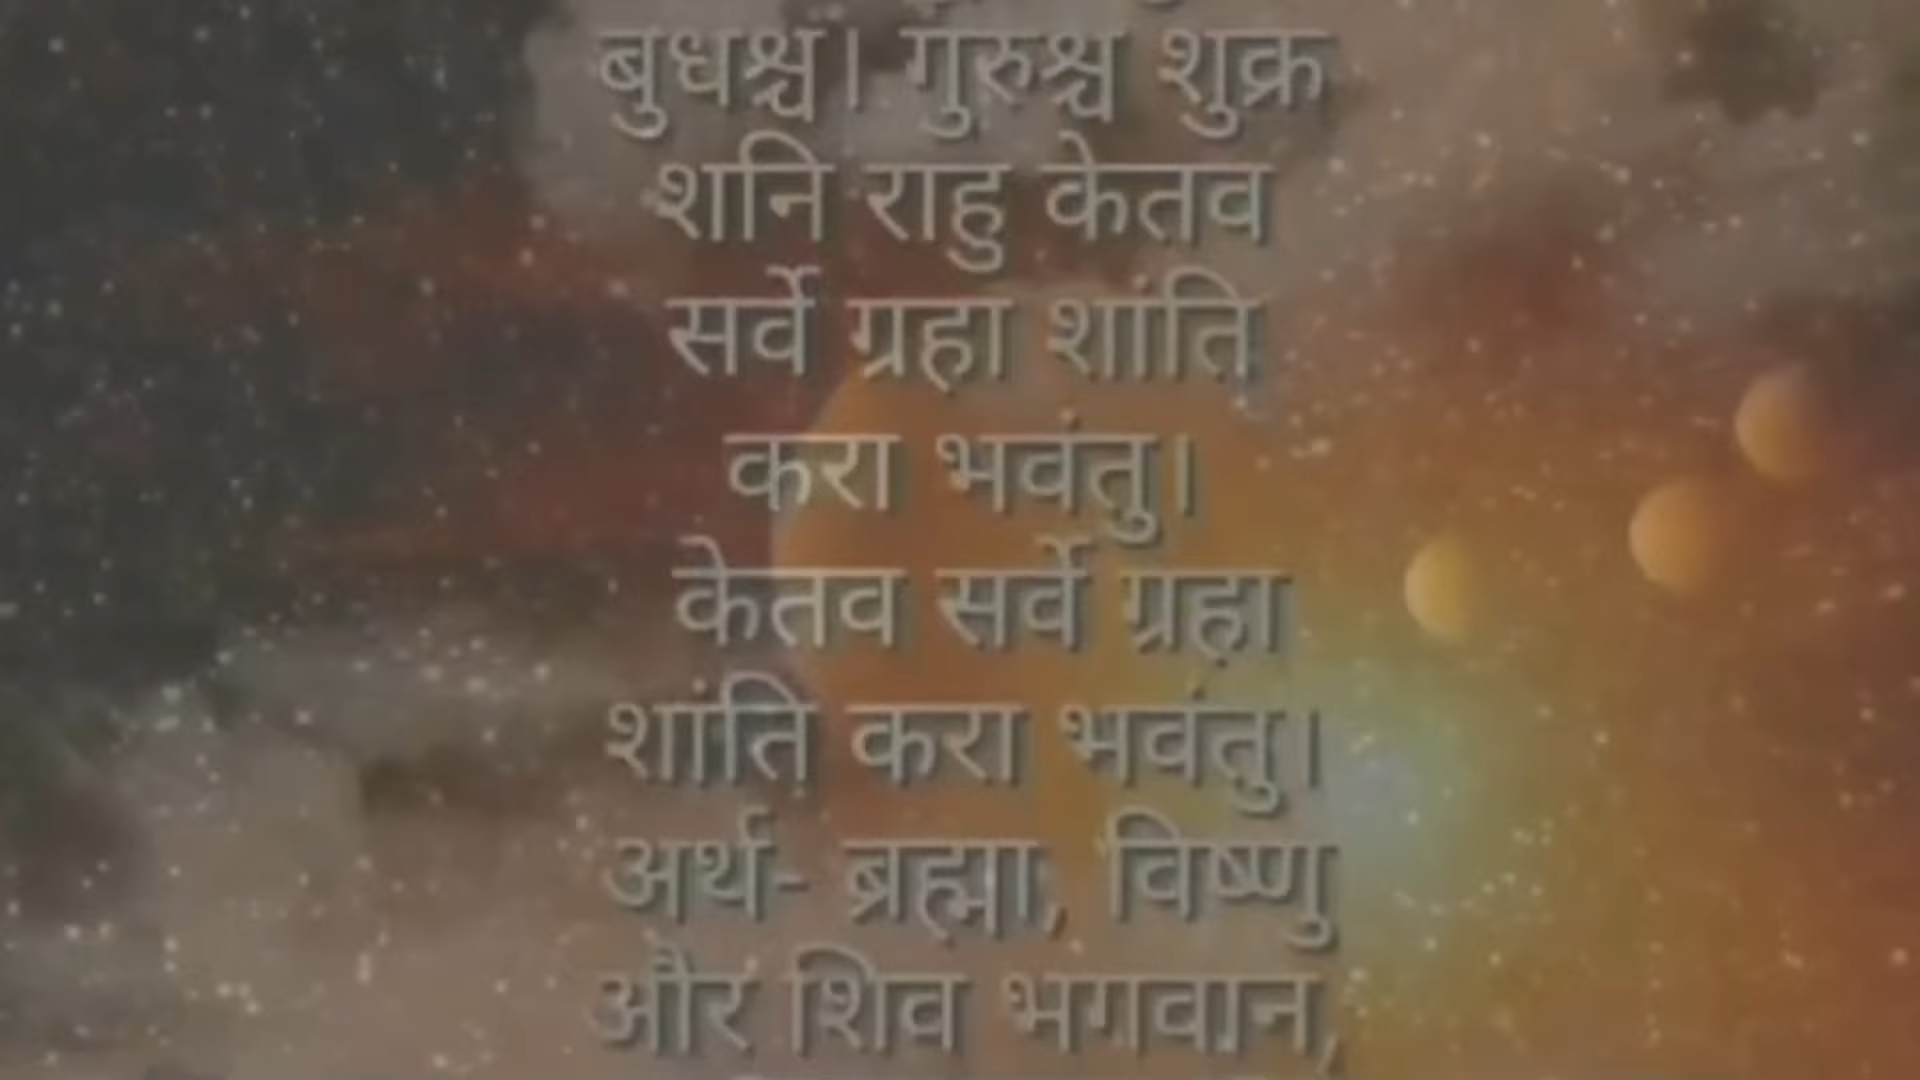 बुधश्च। गुरुश्च शुक्र
शनि राहु केतव
सर्वे ग्रहा शांति
करा भवंतु।
केतव सर्वे ग्रहा
शांति करा भवंतु।
अर्थ- ब्रह्मा, विष्णु
और शिव भगवान,